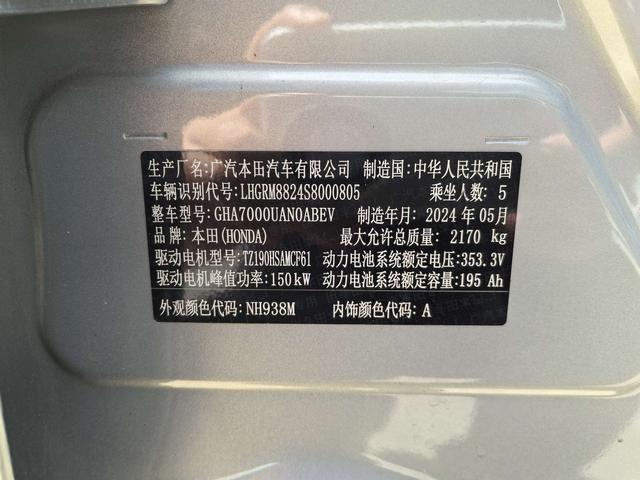 生产厂名:广汽本田汽车有限公司 制造国:中华人民共和国
车辆识别代号:LHGRM8824S8000805 乘坐人数: 5
整车型号:GHA7000UAN0ABEV 制造年月: 2024 年 05月
品牌:本田(HONDA) 最大允许总质量: 2170 kg
驱动电机型号:TZ190HSAMCF61 动力电池系统额定电压:353.3V
驱动电机峰值功率:150kW 动力电池系统额定容量:195 Ah
外观颜色代码:NH938M 内饰颜色代码: A